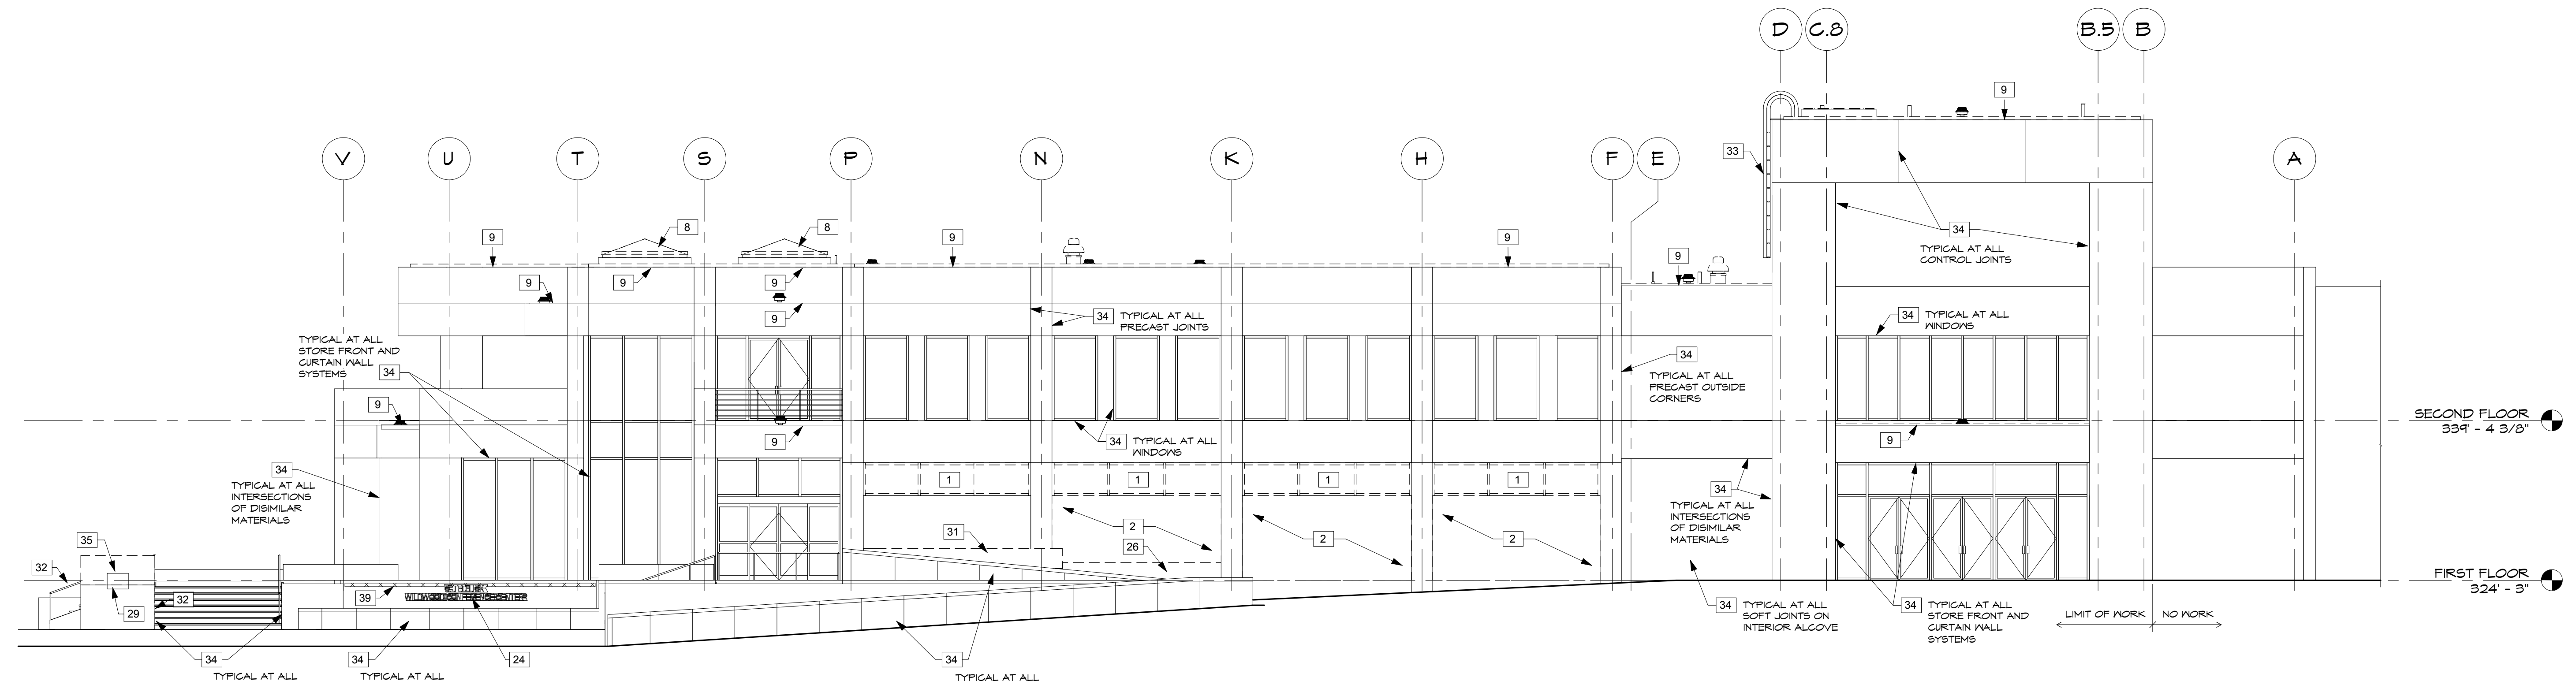 D
C.8
B.5
B
9
33
V
U
T
S
P
N
K
H
F
E
A
8
8
9
9
9
9
34
TYPICAL AT ALL
CONTROL JOINTS
9
9
9
9
9
34
TYPICAL AT ALL
PRECAST JOINTS
34
TYPICAL AT ALL
WINDOWS
TYPICAL AT ALL
STORE FRONT AND
CURTAIN WALL
SYSTEMS
34
34
TYPICAL AT ALL
PRECAST OUTSIDE
CORNERS
9
SECOND FLOOR
339' - 4 3/8"
9
34
TYPICAL AT ALL
WINDOWS
9
34
TYPICAL AT ALL
INTERSECTIONS
OF DISIMILAR
MATERIALS
1
1
1
1
34
TYPICAL AT ALL
INTERSECTIONS
OF DISIMILAR
MATERIALS
2
2
2
31
26
35
32
29
32
39
FIRST FLOOR
324' - 3"
34
TYPICAL AT ALL
SOFT JOINTS ON
INTERIOR ALCOVE
34
TYPICAL AT ALL
STORE FRONT AND
CURTAIN WALL
SYSTEMS
LIMIT OF WORK
NO WORK
34
34
24
34
TYPICAL AT ALL
TYPICAL AT ALL
TYPICAL AT ALL